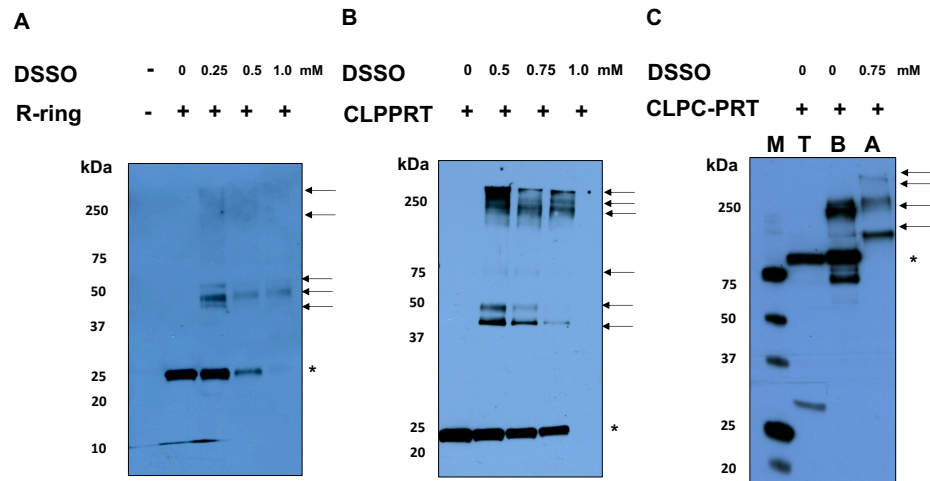 A
DSSO - 0 0.25 0.5 1.0 mM
R-ring - + + + +
kDa
250
75
50
37
25
20
10
*
B
DSSO 0 0.5 0.75 1.0 mM
CLPPRT + + + +
kDa
250
75
50
37
25
20
*
C
DSSO 0 0 0.75 mM
CLPC-PRT + + +
M T B A
kDa
250
75
50
37
25
20
*